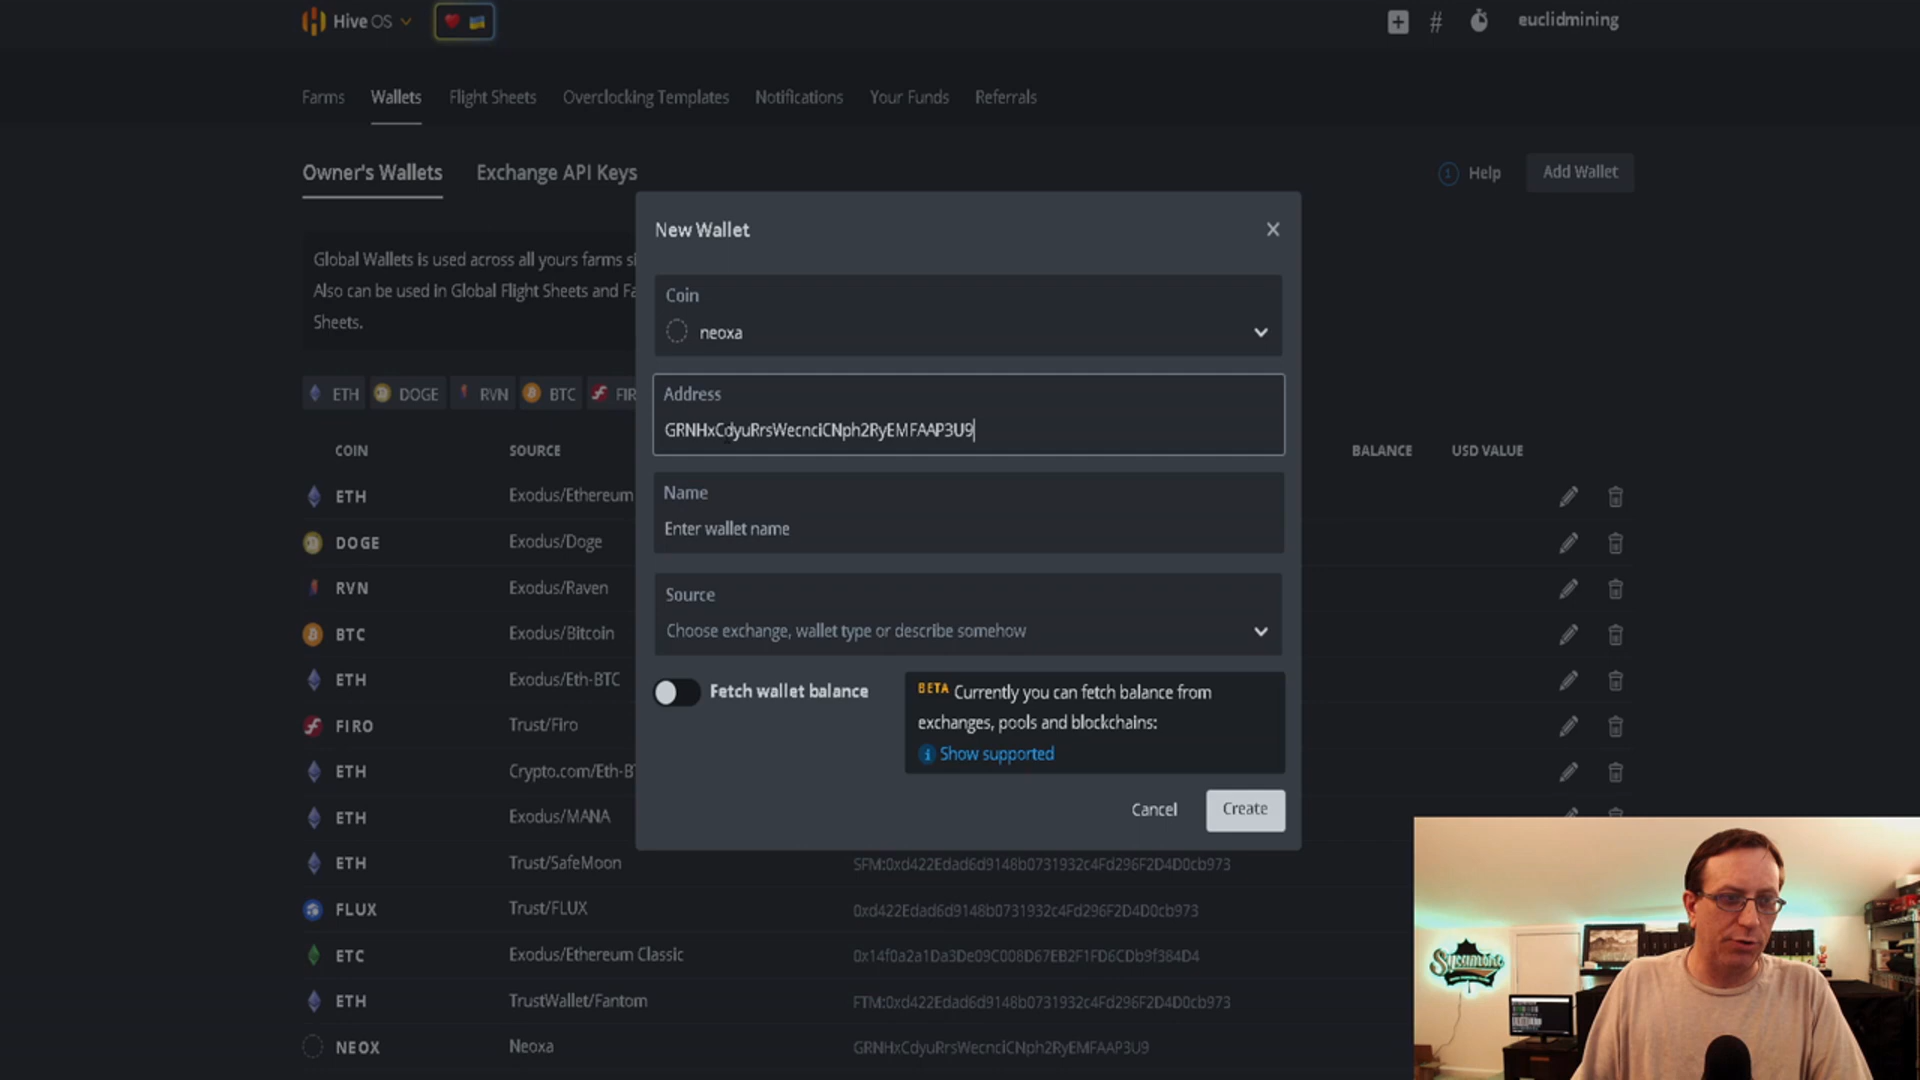 Hive OS
euclidmining
Farms Wallets Flight Sheets Overclocking Templates Notifications Your Funds Referrals
Owner's Wallets Exchange API Keys
Help
Add Wallet
New Wallet
Global Wallets is used across all yours farms
Also can be used in Global Flight Sheets and
Sheets.
Coin
neoxa
ETH DOGE RVN BTC FIR
Address
GRNHxCdyuRrsWecnciCNph2RyEMFAAP3U9
COIN SOURCE BALANCE USD VALUE
Name
Enter wallet name
Source
Choose exchange, wallet type or describe somehow
Fetch wallet balance
BETA Currently you can fetch balance from
exchanges, pools and blockchains:
Show supported
Cancel Create
ETH Exodus/Ethereum
DOGE Exodus/Doge
RVN Exodus/Raven
BTC Exodus/Bitcoin
ETH Exodus/Eth-BTC
FIRO Trust/Firo
ETH Crypto.com/Eth-B
ETH Exodus/MANA
ETH Trust/SafeMoon SFM:0xd422Edad6d9148b0731932c4Fd296F2D4D0cb973
FLUX Trust/FLUX 0xd422Edad6d9148b0731932c4Fd296F2D4D0cb973
ETC Exodus/Ethereum Classic 0x14f0a2a1Da3De09C008D67EB2F1FD6CDb9f384D4
ETH TrustWallet/Fantom FTM:0xd422Edad6d9148b0731932c4Fd296F2D4D0cb973
NEOX Neoxa GRNHxCdyuRrsWecnciCNph2RyEMFAAP3U9
Sycamore